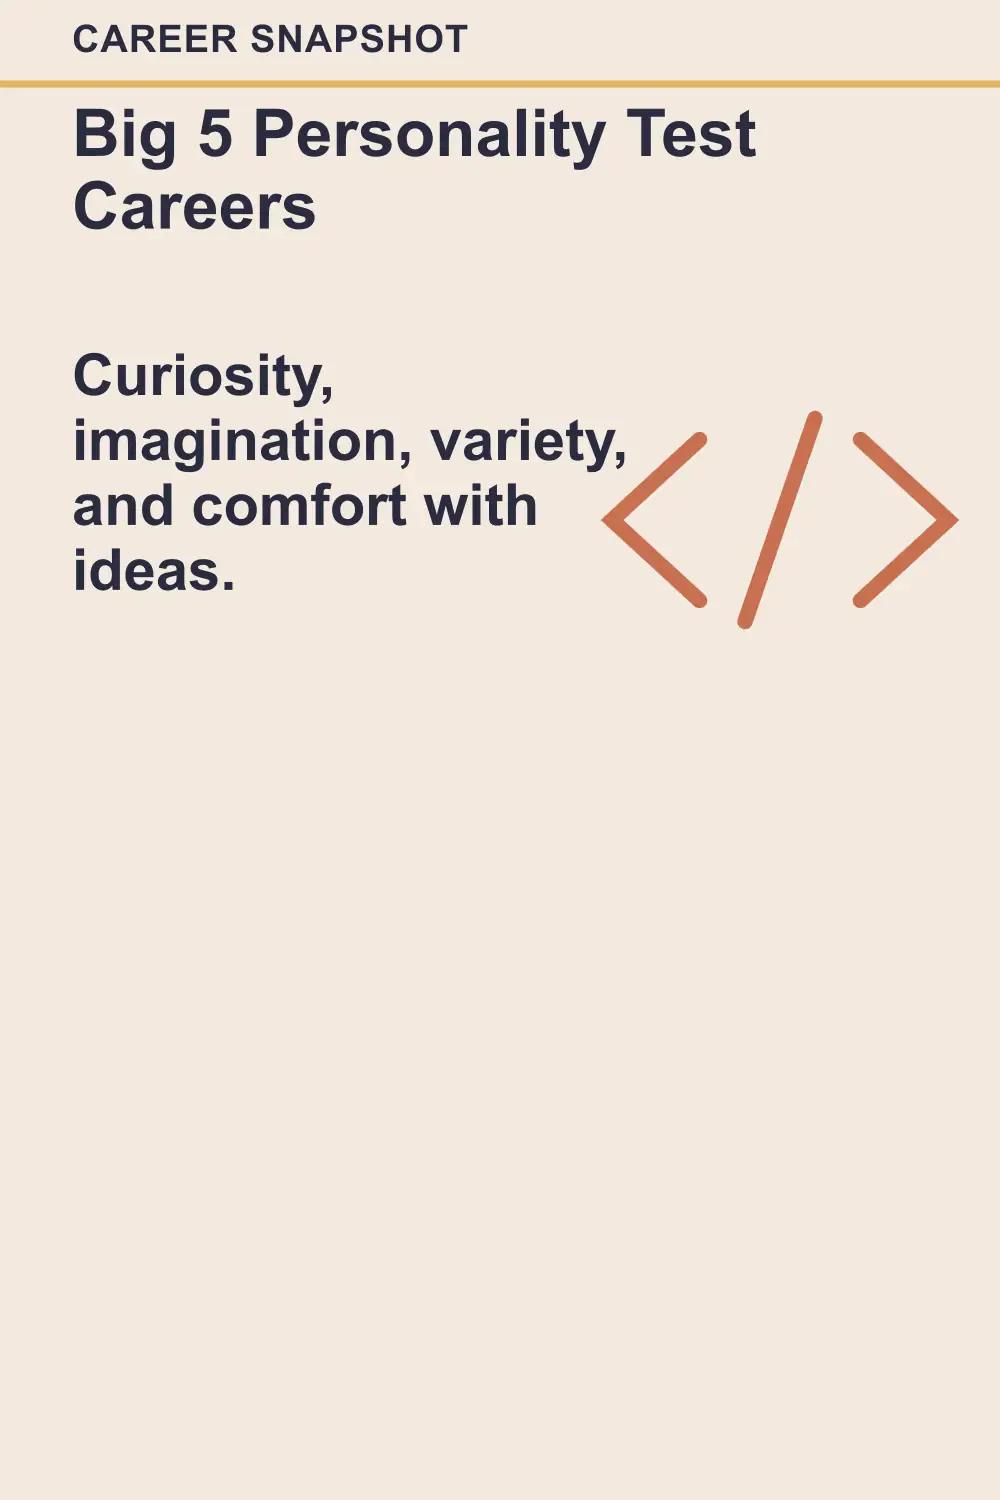 CAREER SNAPSHOT
Big 5 Personality Test
Careers
Curiosity,
imagination, variety,
and comfort with
ideas.